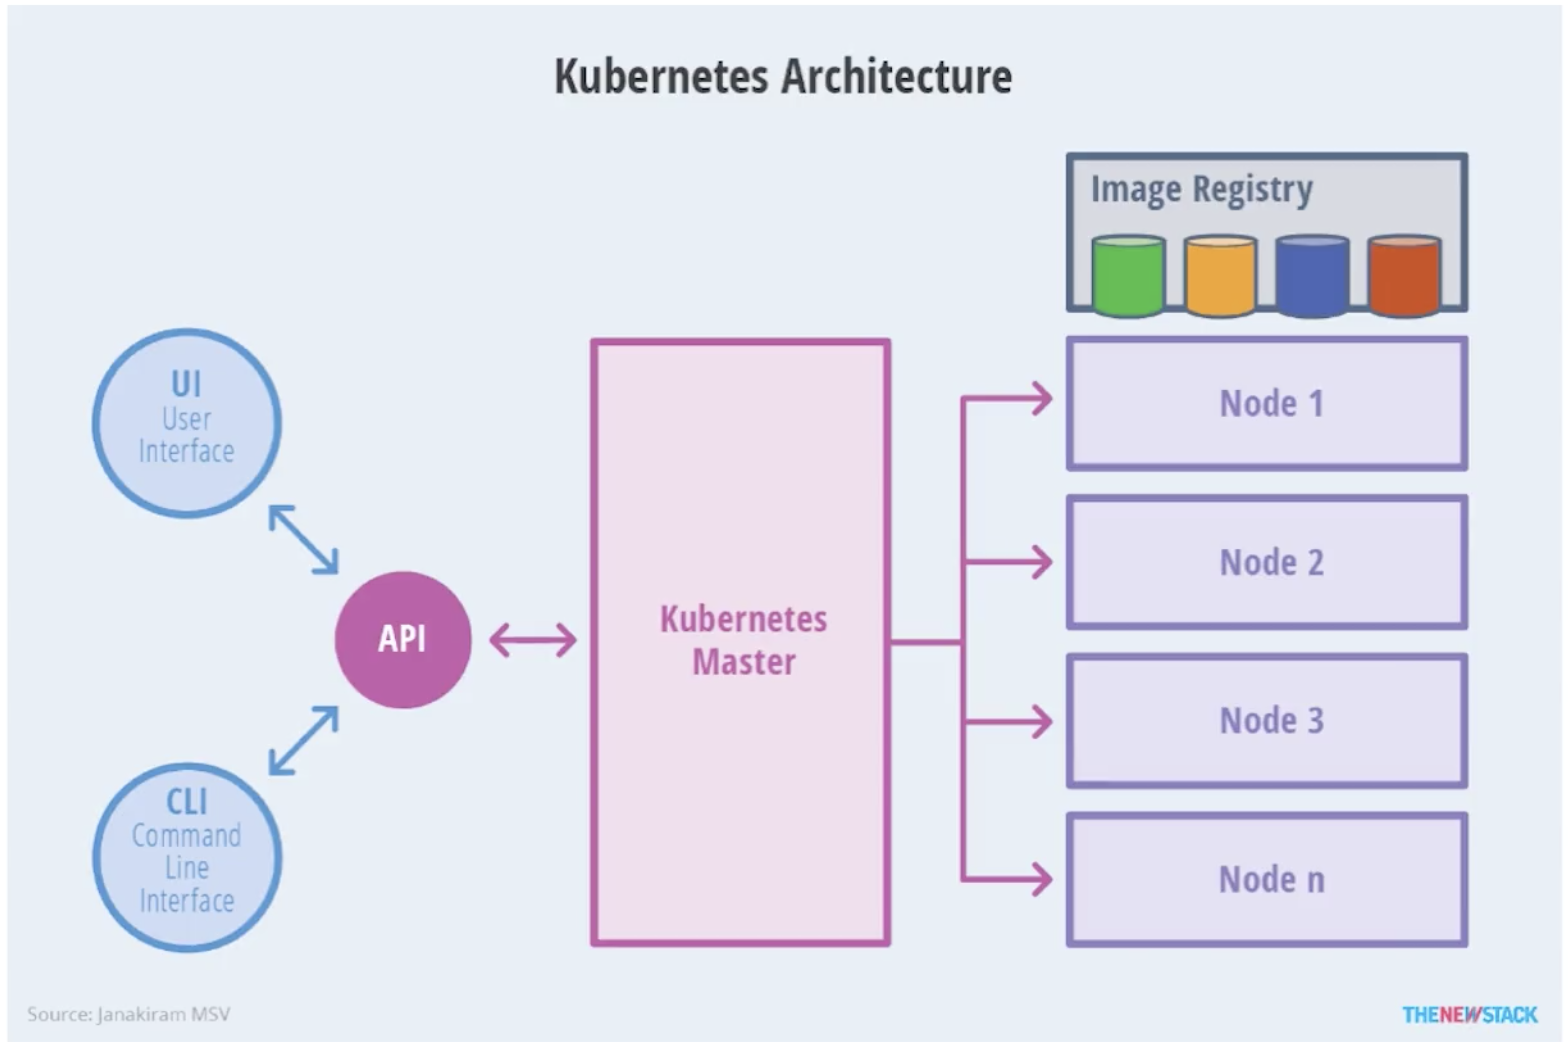 Kubernetes Architecture
Image Registry
UI
User
Interface
API
CLI
Command
Line
Interface
Kubernetes
Master
Node 1
Node 2
Node 3
Node n
Source: Janakiram MSV
THENEWSTACK